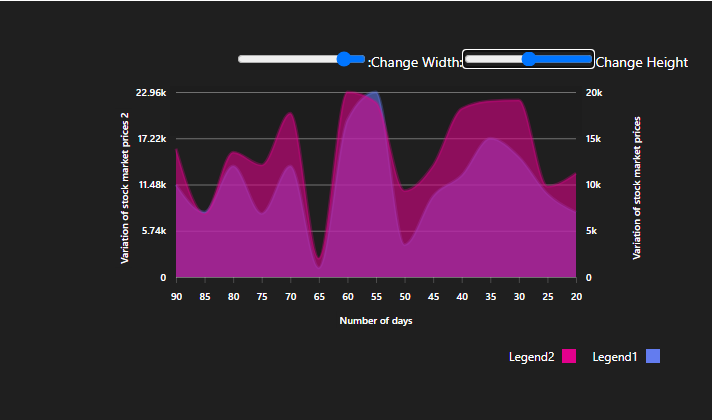 :Change Width: Change Height
22.96k
17.22k
11.48k
5.74k
0
Variation of stock market prices 2
20k
15k
10k
5k
0
Variation of stock market prices
90 85 80 75 70 65 60 55 50 45 40 35 30 25 20
Number of days
Legend2 Legend1